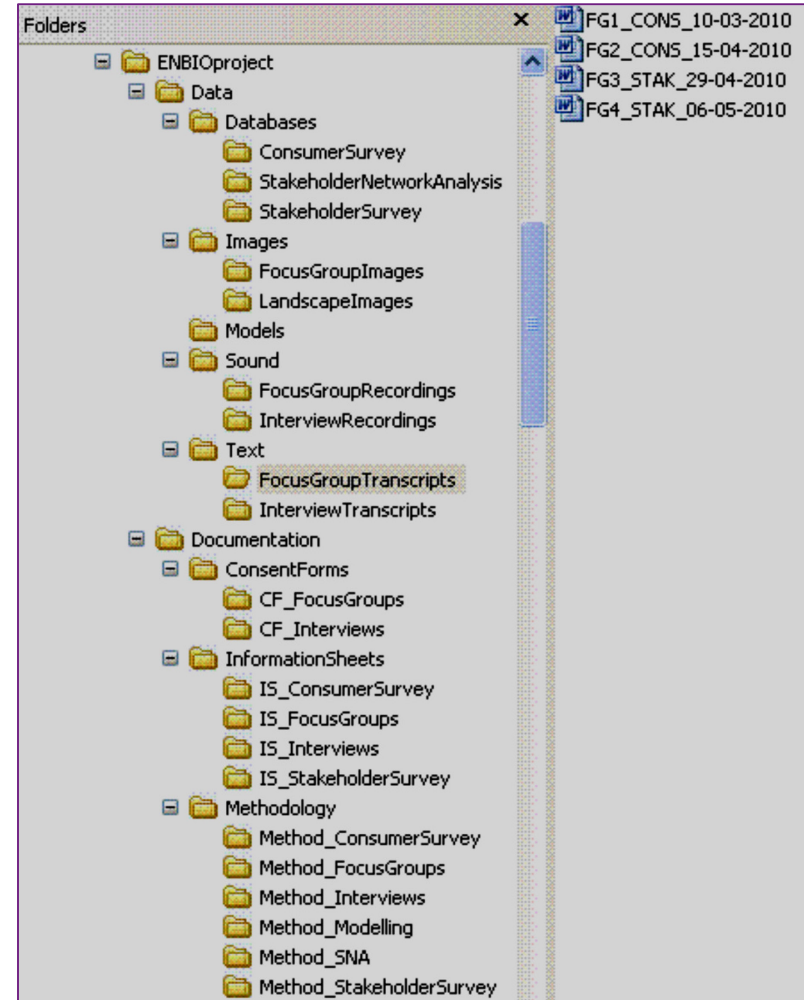 Folders
ENBIOproject
Data
Databases
ConsumerSurvey
StakeholderNetworkAnalysis
StakeholderSurvey
Images
FocusGroupImages
LandscapeImages
Models
Sound
FocusGroupRecordings
InterviewRecordings
Text
FocusGroupTranscripts
InterviewTranscripts
Documentation
ConsentForms
CF_FocusGroups
CF_Interviews
InformationSheets
IS_ConsumerSurvey
IS_FocusGroups
IS_Interviews
IS_StakeholderSurvey
Methodology
Method_ConsumerSurvey
Method_FocusGroups
Method_Interviews
Method_Modelling
Method_SNA
Method_StakeholderSurvey
FG1_CONS_10-03-2010
FG2_CONS_15-04-2010
FG3_STAK_29-04-2010
FG4_STAK_06-05-2010